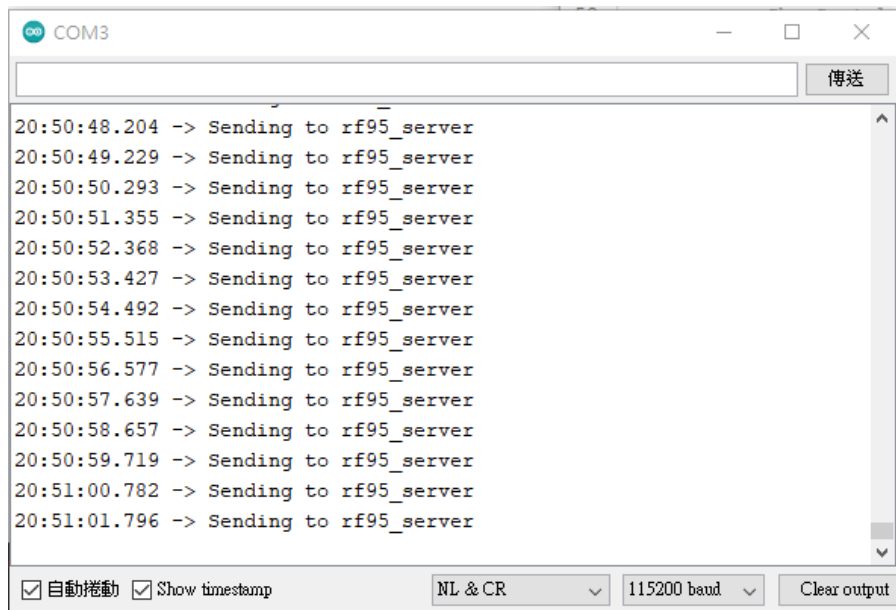 COM3
傳送
20:50:48.204 -> Sending to rf95_server
20:50:49.229 -> Sending to rf95_server
20:50:50.293 -> Sending to rf95_server
20:50:51.355 -> Sending to rf95_server
20:50:52.368 -> Sending to rf95_server
20:50:53.427 -> Sending to rf95_server
20:50:54.492 -> Sending to rf95_server
20:50:55.515 -> Sending to rf95_server
20:50:56.577 -> Sending to rf95_server
20:50:57.639 -> Sending to rf95_server
20:50:58.657 -> Sending to rf95_server
20:50:59.719 -> Sending to rf95_server
20:51:00.782 -> Sending to rf95_server
20:51:01.796 -> Sending to rf95_server
自動捲動 Show timestamp NL & CR 115200 baud Clear output